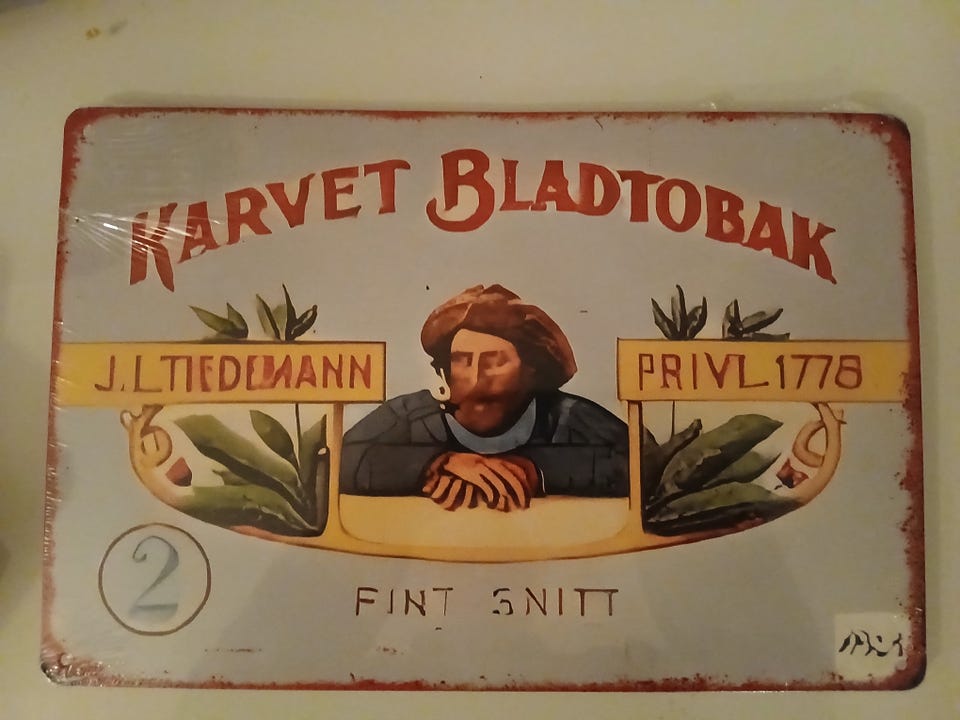 KARVET BLADTOBAK
J.L TIEDEMANN PRIVL 1778
2
FINT SNITT